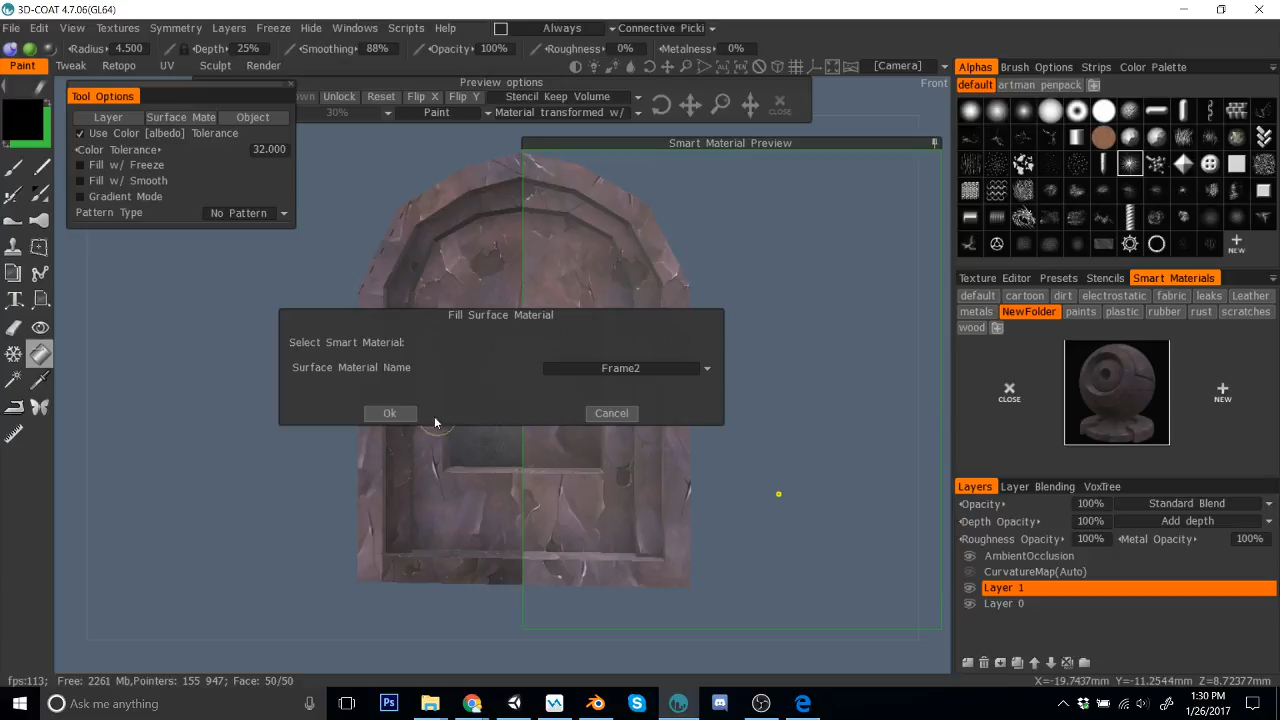 3D-COAT 4.7.06(GL64)
File Edit View Textures Symmetry Layers Freeze Hide Windows Scripts Help Connective Picki
Radius 4.500 Depth 25% Smoothing 88% Opacity 100% Roughness 0% Metalness 0%
Paint Tweak Retopo UV Sculpt Render [Camera]
Alphas Brush Options Strips Color Palette
Preview options
Front
default artman penpack
Tool Options
Unlock Reset Flip X Flip Y Stencil Keep Volume
30% Paint Material transformed w/ CLOSE
Layer Surface Mate Object
Use Color [albedo] Tolerance
Color Tolerance 32.000
Fill w/ Freeze
Fill w/ Smooth
Gradient Mode
Pattern Type No Pattern
Smart Material Preview
NEW
Texture Editor Presets Stencils Smart Materials
default cartoon dirt electrostatic fabric leaks Leather
metals NewFolder paints plastic rubber rust scratches
wood
CLOSE NEW
Fill Surface Material
Select Smart Material:
Surface Material Name Frame2
Ok Cancel
Layers Layer Blending VoxTree
Opacity 100% Standard Blend
Depth Opacity 100% Add depth
Roughness Opacity 100% Metal Opacity 100%
AmbientOcclusion
CurvatureMap(Auto)
Layer 1
Layer 0
fps:113; Free: 2261 Mb,Pointers: 155 947; Face: 50/50
X=-19.7437mm Y=-11.2544mm Z=8.72377mm
Ask me anything
Ps
1:30 PM
1/26/2017